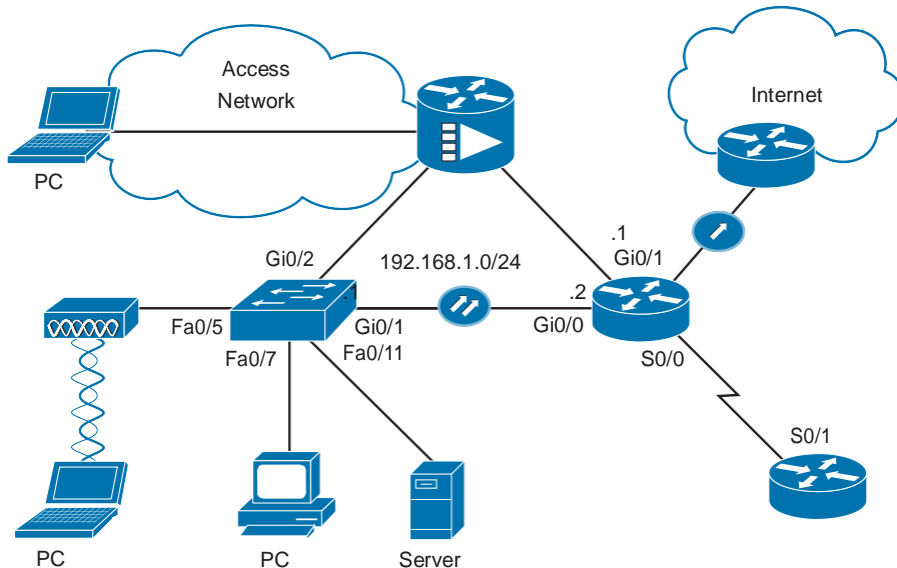 Access
Network
Internet
PC
.1
Gi0/1
Gi0/2
192.168.1.0/24
.1
.2
Fa0/5
Gi0/1
Gi0/0
Fa0/7
Fa0/11
S0/0
S0/1
PC
PC
Server